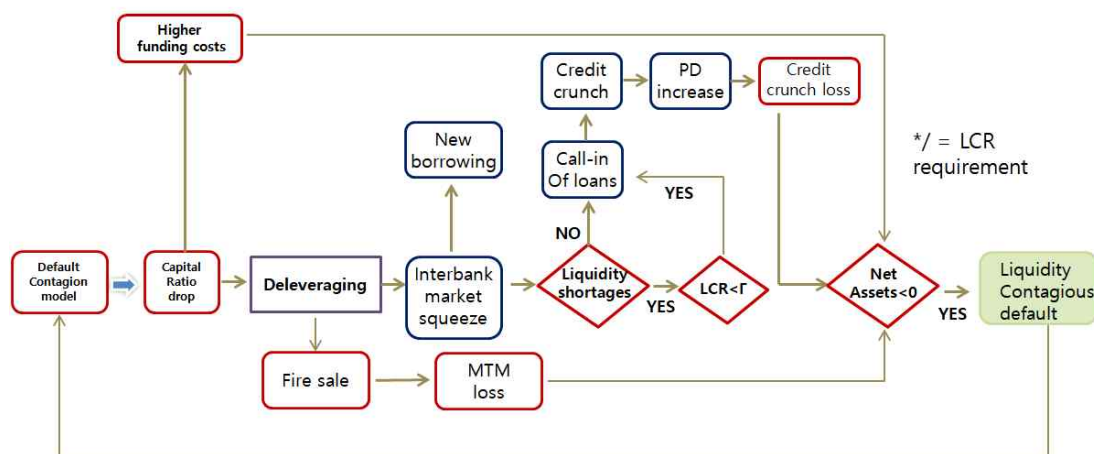 Higher
funding costs
Credit
crunch
PD
increase
Credit
crunch loss
New
borrowing
Call-in
Of loans
*/ = LCR
requirement
YES
NO
Default
Contagion
model
Capital
Ratio
drop
Deleveraging
Interbank
market
squeeze
Liquidity
shortages
YES
LCR<Γ
Net
Assets<0
YES
Liquidity
Contagious
default
Fire sale
MTM
loss